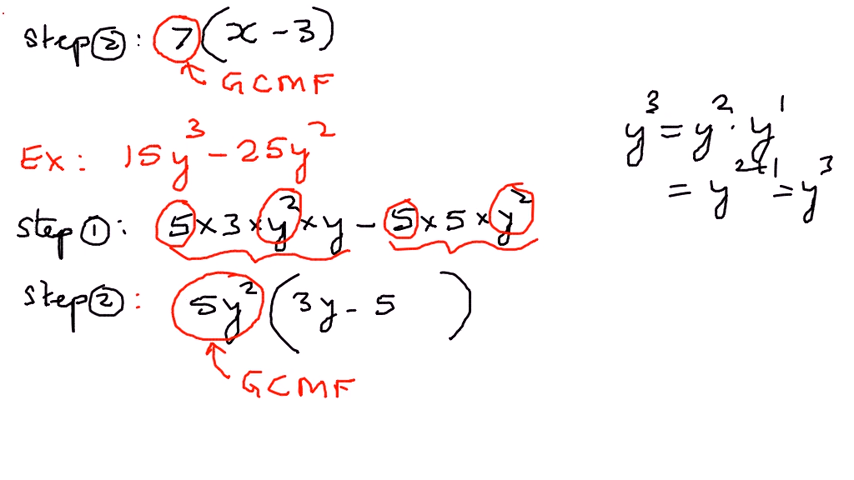 Step②: 7(x - 3)
GCMF
Ex: 15y³ - 25y²
Step①: 5×3×y²×y - 5×5×y²
Step②: 5y²(3y - 5 )
GCMF
y³ = y² · y¹
= y²⁺¹ = y³